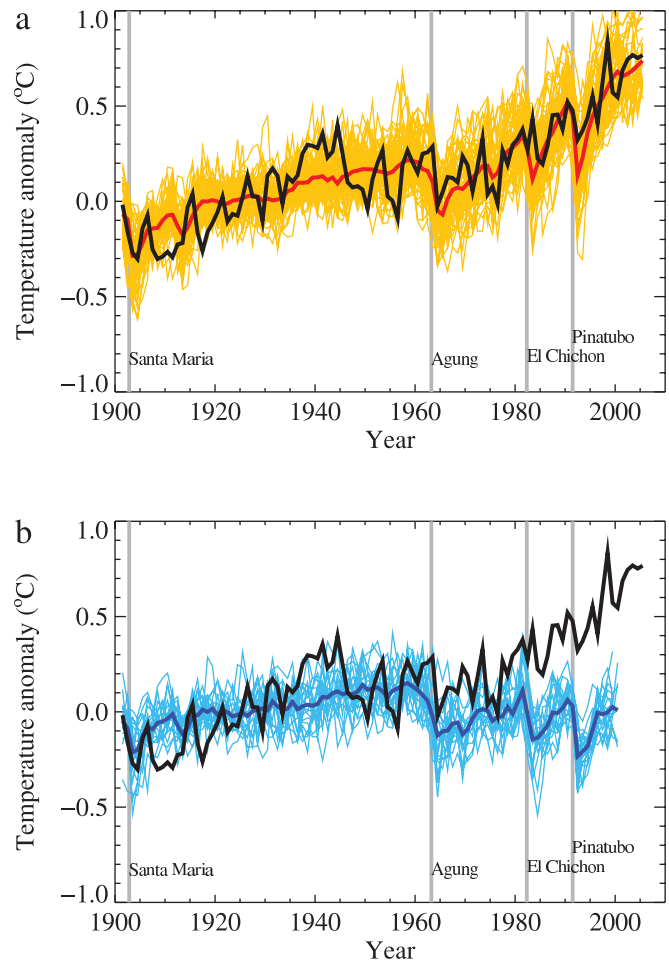 a
Temperature anomaly (°C)
1.0
0.5
0.0
−0.5
−1.0
Santa Maria
Agung
El Chichon
Pinatubo
1900 1920 1940 1960 1980 2000
Year
b
Temperature anomaly (°C)
1.0
0.5
0.0
−0.5
−1.0
Santa Maria
Agung
El Chichon
Pinatubo
1900 1920 1940 1960 1980 2000
Year